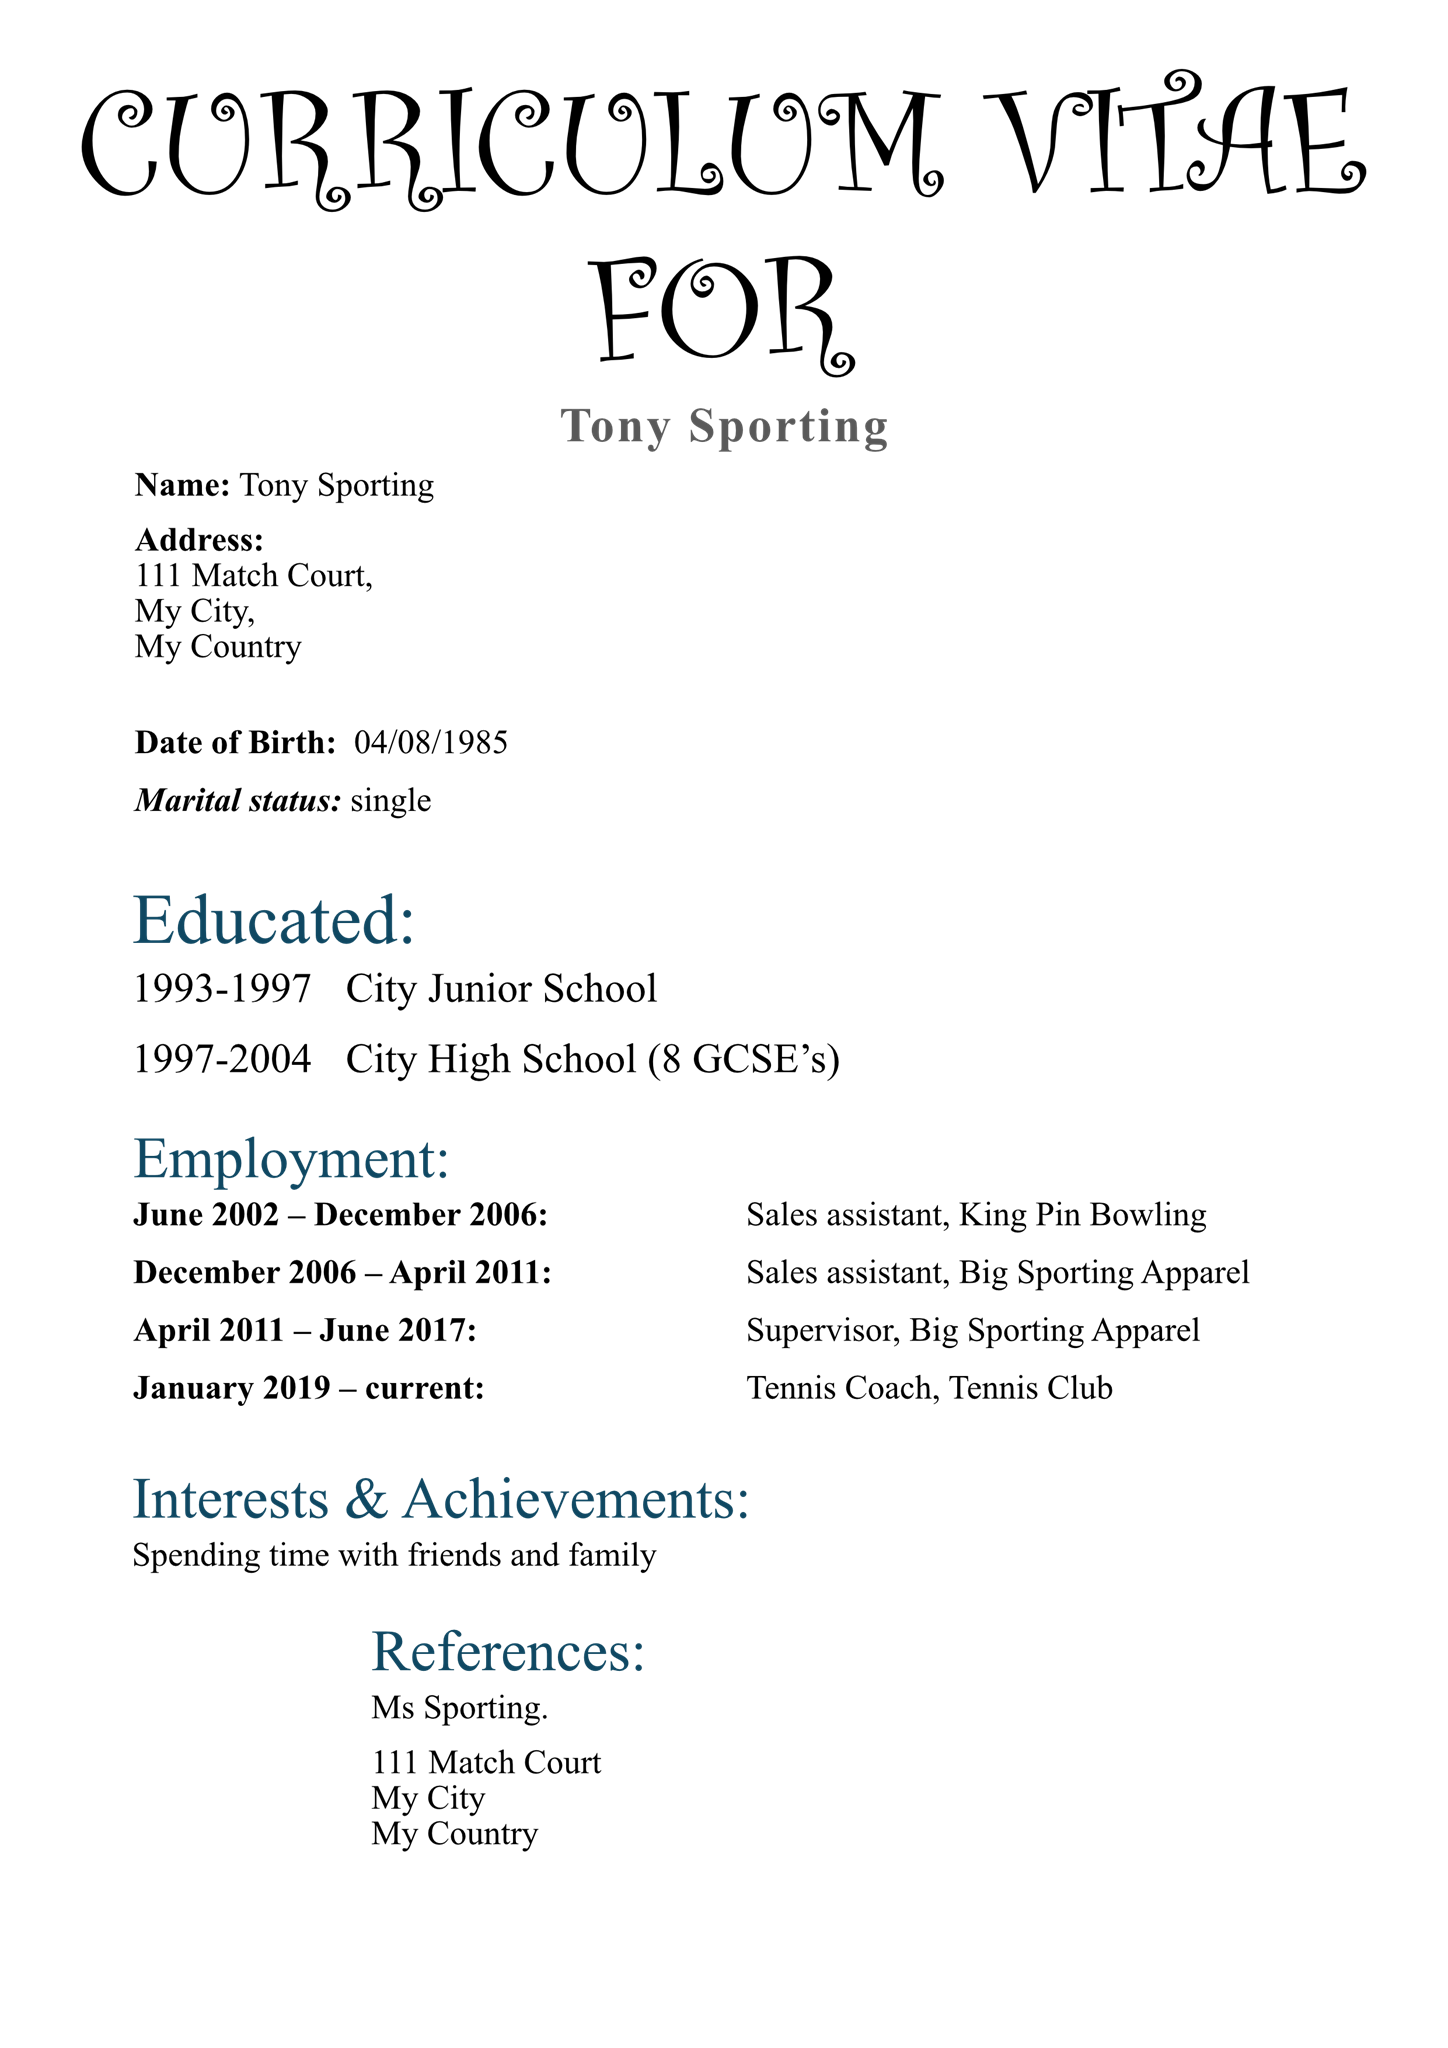 CURRICULUM VITAE
FOR
Tony Sporting
Name: Tony Sporting
Address:
111 Match Court,
My City,
My Country
Date of Birth:  04/08/1985
Marital status: single
Educated:
1993-1997   City Junior School
1997-2004   City High School (8 GCSE’s)
Employment:
June 2002 – December 2006: Sales assistant, King Pin Bowling
December 2006 – April 2011: Sales assistant, Big Sporting Apparel
April 2011 – June 2017: Supervisor, Big Sporting Apparel
January 2019 – current: Tennis Coach, Tennis Club
Interests & Achievements:
Spending time with friends and family
References:
Ms Sporting.
111 Match Court
My City
My Country